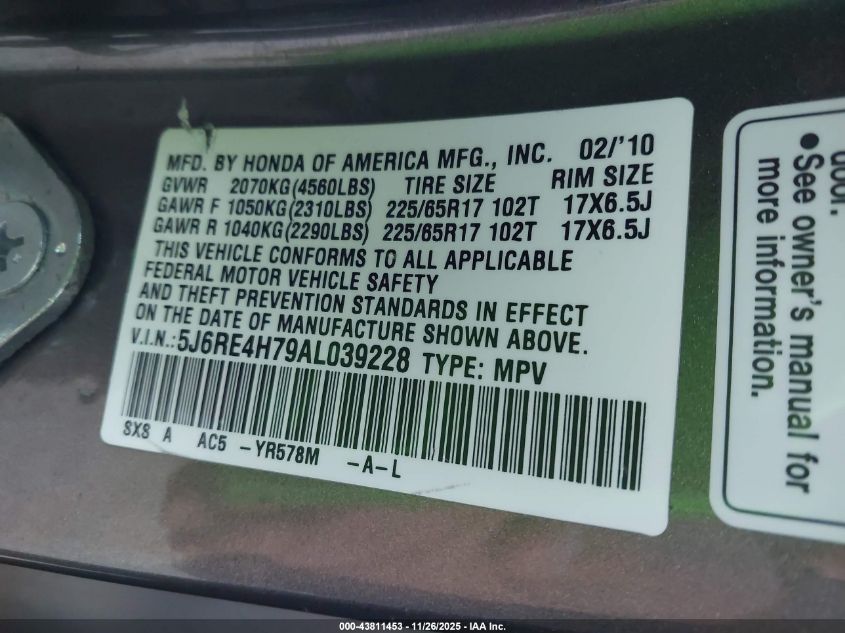 MFD. BY HONDA OF AMERICA MFG., INC. 02/'10
GVWR 2070KG(4560LBS) TIRE SIZE RIM SIZE
GAWR F 1050KG(2310LBS) 225/65R17 102T 17X6.5J
GAWR R 1040KG(2290LBS) 225/65R17 102T 17X6.5J
THIS VEHICLE CONFORMS TO ALL APPLICABLE
FEDERAL MOTOR VEHICLE SAFETY
AND THEFT PREVENTION STANDARDS IN EFFECT
ON THE DATE OF MANUFACTURE SHOWN ABOVE.
V.I.N.:5J6RE4H79AL039228 TYPE: MPV
8X8 A AC5 -YR578M -A-L
door.
●See owner's manual for
more information.
000-43811453 - 11/26/2025 - © IAA Inc.